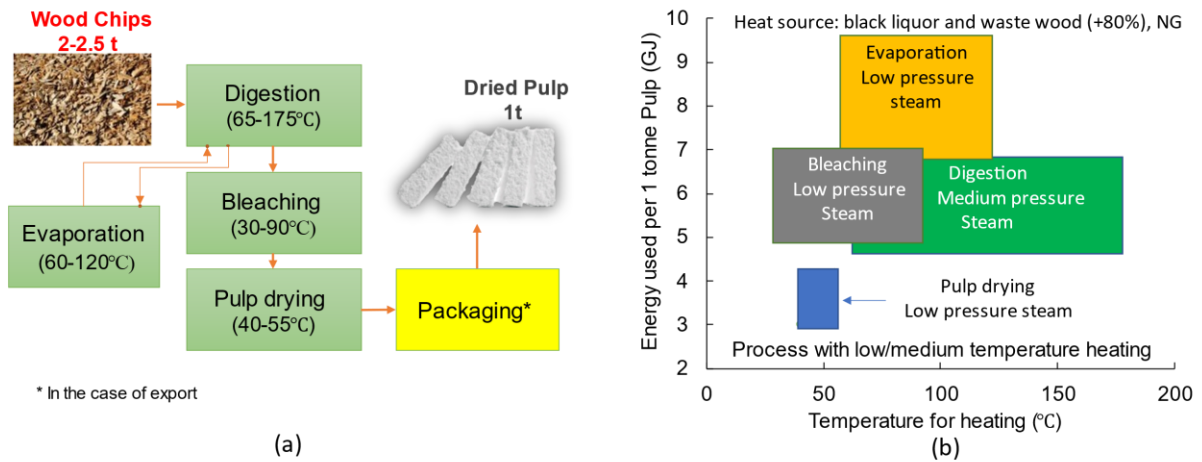 Wood Chips
2-2.5 t
Digestion
(65-175℃)
Dried Pulp
1t
Bleaching
(30-90℃)
Evaporation
(60-120℃)
Pulp drying
(40-55℃)
Packaging*
* In the case of export
(a)
Energy used per 1 tonne Pulp (GJ)
10
9
8
7
6
5
4
3
2
Heat source: black liquor and waste wood (+80%), NG
Evaporation
Low pressure
steam
Bleaching
Low pressure
Steam
Digestion
Medium pressure
Steam
Pulp drying
Low pressure steam
Process with low/medium temperature heating
0
50
100
150
200
Temperature for heating (℃)
(b)